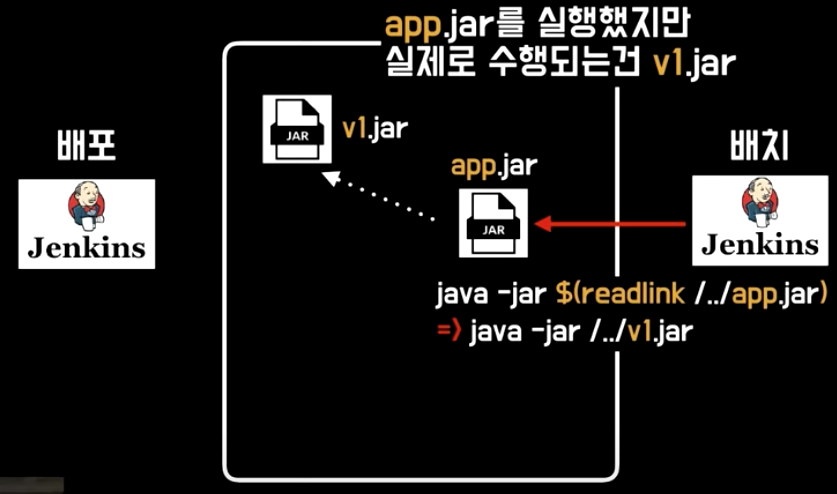 app.jar를 실행했지만
실제로 수행되는건 v1.jar
JAR
v1.jar
배포
Jenkins
app.jar
JAR
배치
Jenkins
java -jar $(readlink /../app.jar)
=> java -jar /../v1.jar